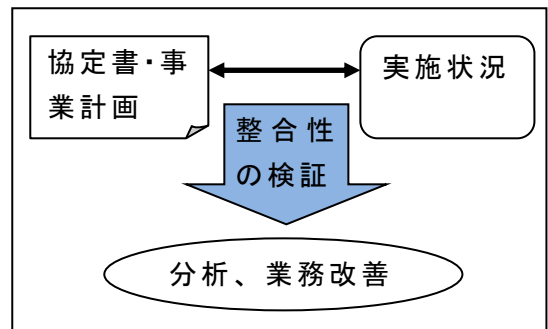 協定書・事
業計画
実施状況
整合性
の検証
分析、業務改善